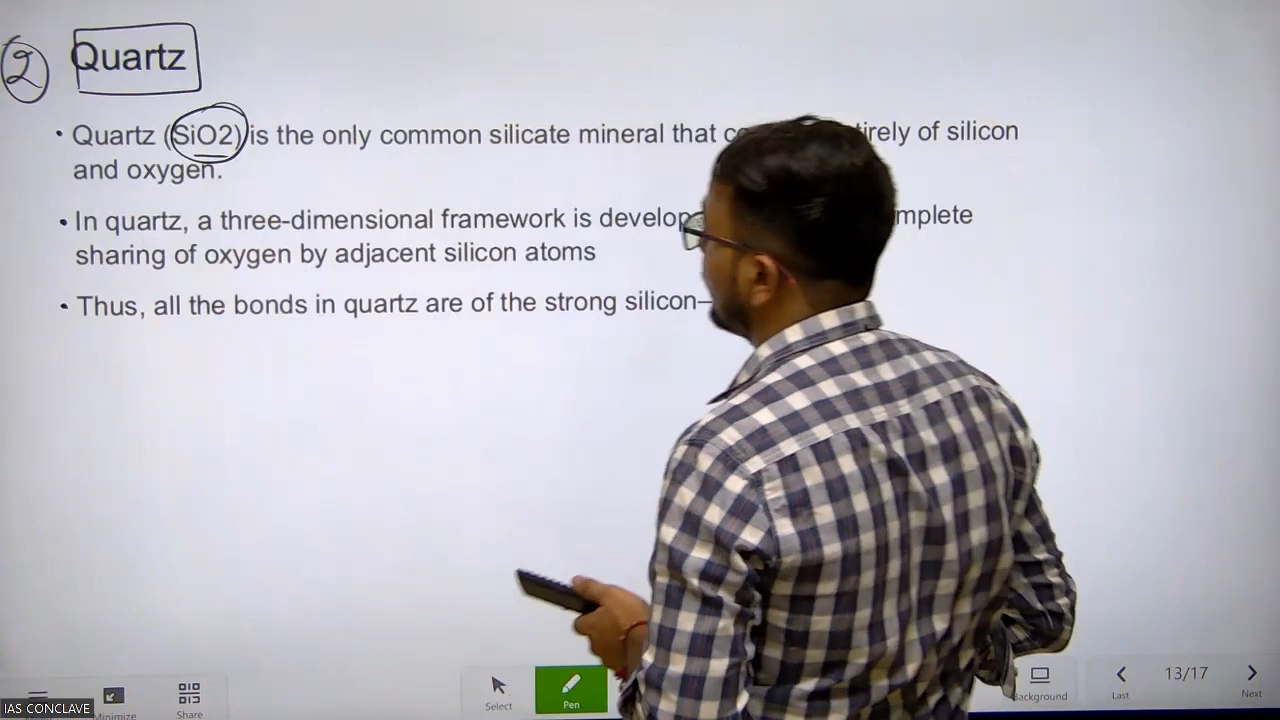 2 Quartz
• Quartz (SiO2) is the only common silicate mineral that tirely of silicon
and oxygen.
• In quartz, a three-dimensional framework is develop mplete
sharing of oxygen by adjacent silicon atoms
• Thus, all the bonds in quartz are of the strong silicon–
IAS CONCLAVE
Minimize
Share
Select
Pen
Background
Last
13/17
Next